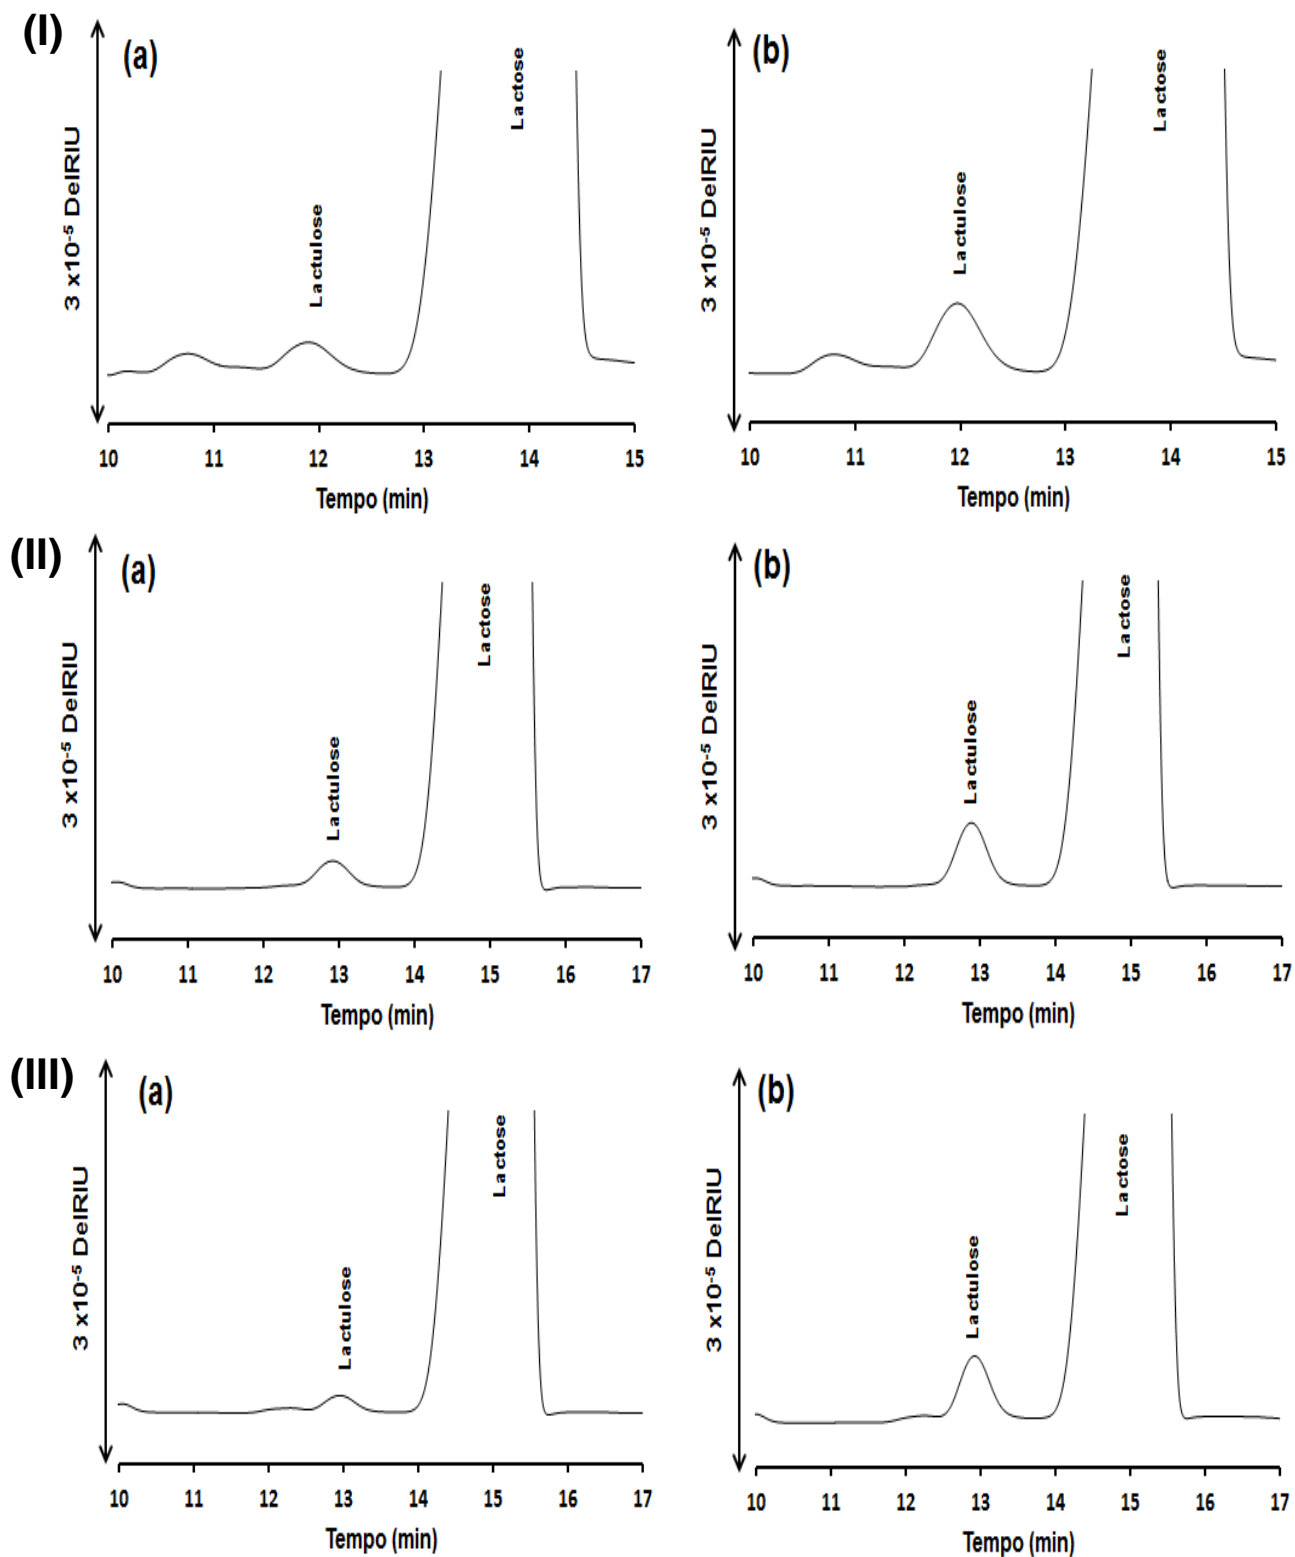 (I)
(a)
3 x10⁻⁵ DelRIU
Lactulose
Lactose
10 11 12 13 14 15
Tempo (min)
(b)
3 x10⁻⁵ DelRIU
Lactulose
Lactose
10 11 12 13 14 15
Tempo (min)
(II)
(a)
3 x10⁻⁵ DelRIU
Lactulose
Lactose
10 11 12 13 14 15 16 17
Tempo (min)
(b)
3 x10⁻⁵ DelRIU
Lactulose
Lactose
10 11 12 13 14 15 16 17
Tempo (min)
(III)
(a)
3 x10⁻⁵ DelRIU
Lactulose
Lactose
10 11 12 13 14 15 16 17
Tempo (min)
(b)
3 x10⁻⁵ DelRIU
Lactulose
Lactose
10 11 12 13 14 15 16 17
Tempo (min)